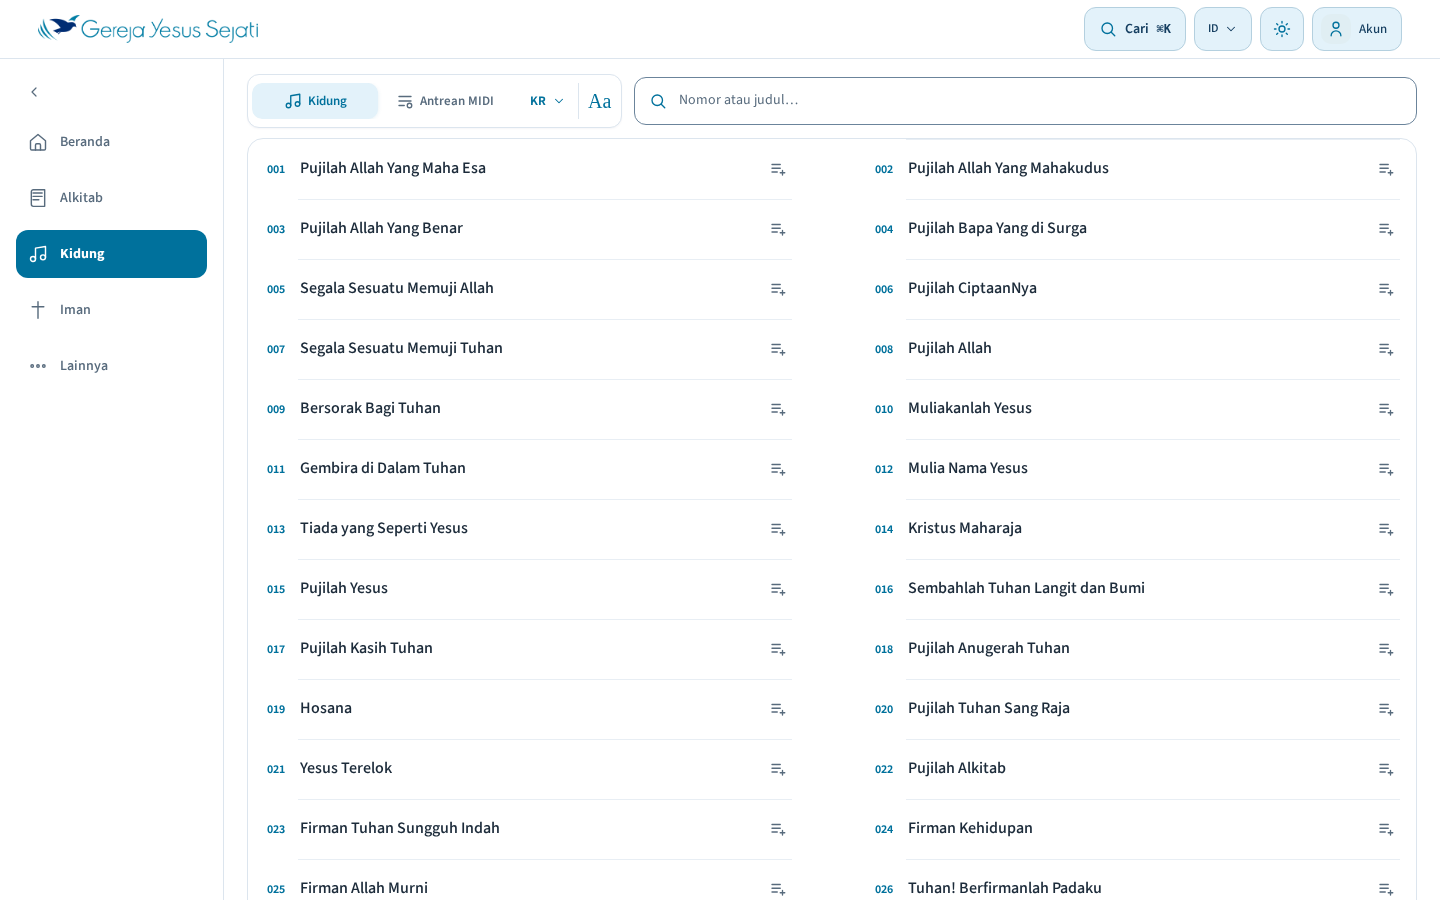 Gereja Yesus Sejati
Cari ⌘K
ID
Akun
Beranda
Alkitab
Kidung
Iman
Lainnya
Kidung
Antrean MIDI
KR
Aa
Nomor atau judul...
001 Pujilah Allah Yang Maha Esa
002 Pujilah Allah Yang Mahakudus
003 Pujilah Allah Yang Benar
004 Pujilah Bapa Yang di Surga
005 Segala Sesuatu Memuji Allah
006 Pujilah CiptaanNya
007 Segala Sesuatu Memuji Tuhan
008 Pujilah Allah
009 Bersorak Bagi Tuhan
010 Muliakanlah Yesus
011 Gembira di Dalam Tuhan
012 Mulia Nama Yesus
013 Tiada yang Seperti Yesus
014 Kristus Maharaja
015 Pujilah Yesus
016 Sembahlah Tuhan Langit dan Bumi
017 Pujilah Kasih Tuhan
018 Pujilah Anugerah Tuhan
019 Hosana
020 Pujilah Tuhan Sang Raja
021 Yesus Terelok
022 Pujilah Alkitab
023 Firman Tuhan Sungguh Indah
024 Firman Kehidupan
025 Firman Allah Murni
026 Tuhan! Berfirmanlah Padaku